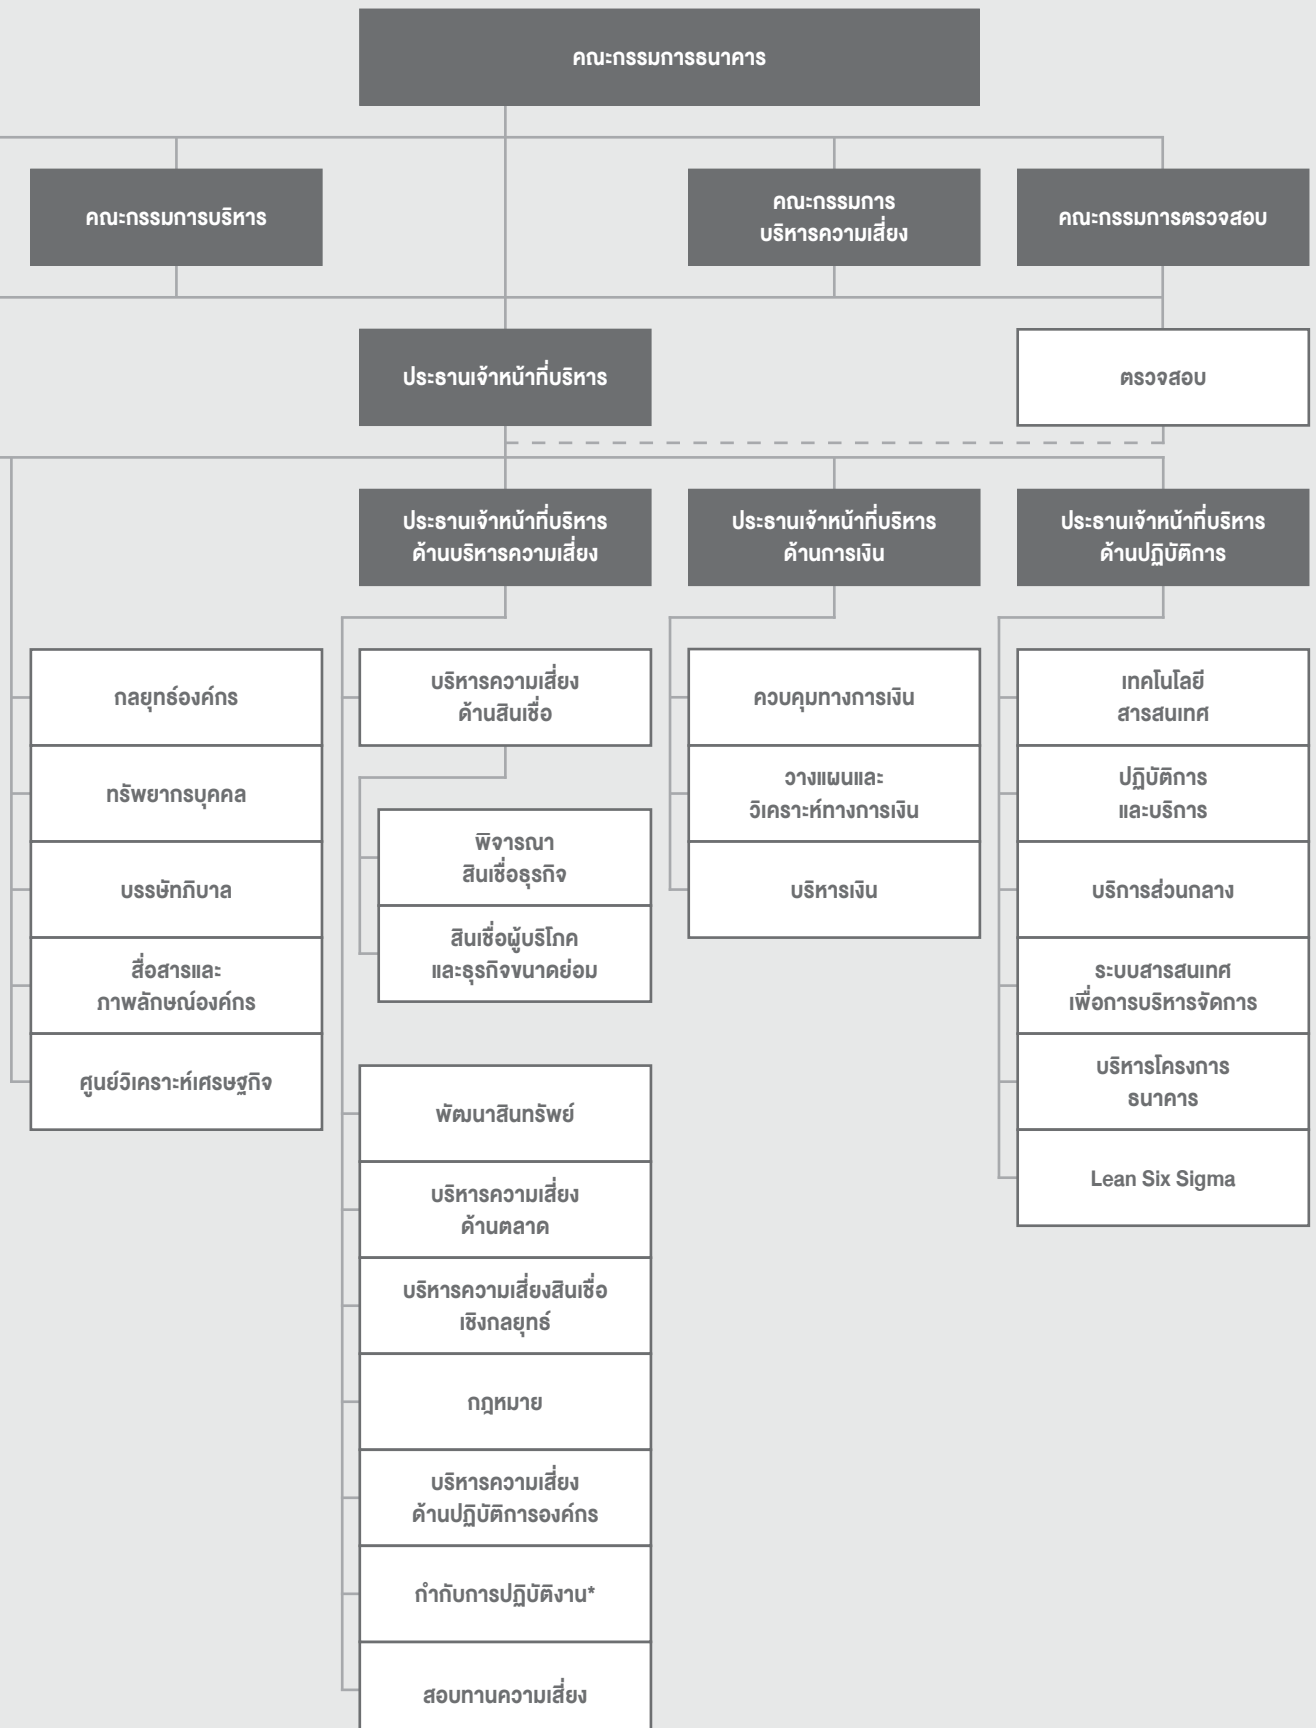 คณะกรรมการธนาคาร
คณะกรรมการบริหาร
คณะกรรมการ
บริหารความเสี่ยง
คณะกรรมการตรวจสอบ
ประธานเจ้าหน้าที่บริหาร
ตรวจสอบ
ประธานเจ้าหน้าที่บริหาร
ด้านบริหารความเสี่ยง
ประธานเจ้าหน้าที่บริหาร
ด้านการเงิน
ประธานเจ้าหน้าที่บริหาร
ด้านปฏิบัติการ
กลยุทธ์องค์กร
ทรัพยากรบุคคล
บรรษัทภิบาล
สื่อสารและ
ภาพลักษณ์องค์กร
ศูนย์วิเคราะห์เศรษฐกิจ
บริหารความเสี่ยง
ด้านสินเชื่อ
พิจารณา
สินเชื่อธุรกิจ
สินเชื่อผู้บริโภค
และธุรกิจขนาดย่อม
พัฒนาสินทรัพย์
บริหารความเสี่ยง
ด้านตลาด
บริหารความเสี่ยงสินเชื่อ
เชิงกลยุทธ์
กฎหมาย
บริหารความเสี่ยง
ด้านปฏิบัติการองค์กร
กำกับการปฏิบัติงาน*
สอบทานความเสี่ยง
ควบคุมทางการเงิน
วางแผนและ
วิเคราะห์ทางการเงิน
บริหารเงิน
เทคโนโลยี
สารสนเทศ
ปฏิบัติการ
และบริการ
บริการส่วนกลาง
ระบบสารสนเทศ
เพื่อการบริหารจัดการ
บริหารโครงการ
ธนาคาร
Lean Six Sigma